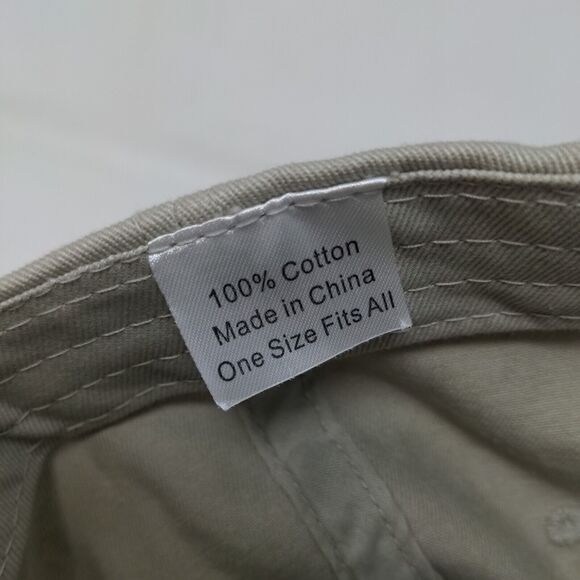 100% Cotton
Made in China
One Size Fits All